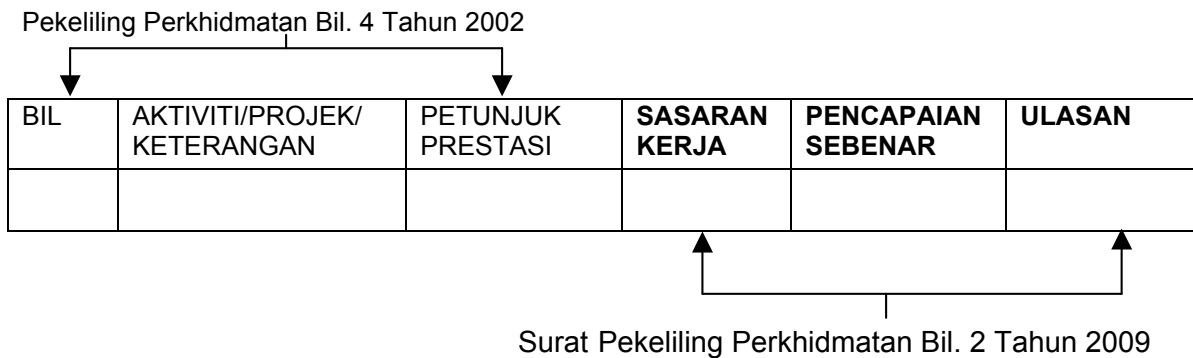 Pekeliling Perkhidmatan Bil. 4 Tahun 2002
BIL AKTIVITI/PROJEK/ PETUNJUK SASARAN PENCAPAIAN ULASAN
KETERANGAN PRESTASI KERJA SEBENAR
Surat Pekeliling Perkhidmatan Bil. 2 Tahun 2009